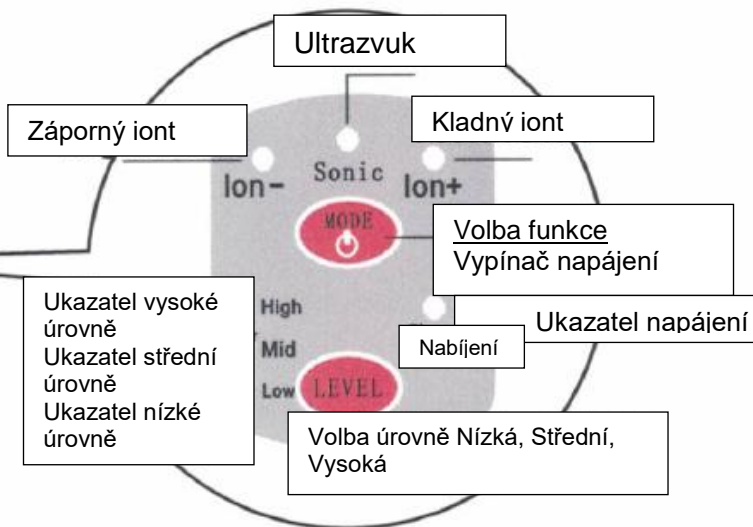 Ultrazvuk
Záporný iont
Kladný iont
Sonic
Ion-
Ion+
MODE
Volba funkce
Vypínač napájení
Ukazatel vysoké
úrovně
Ukazatel střední
úrovně
Ukazatel nízké
úrovně
High
Mid
Low
LEVEL
Ukazatel napájení
Nabíjení
Volba úrovně Nízká, Střední,
Vysoká